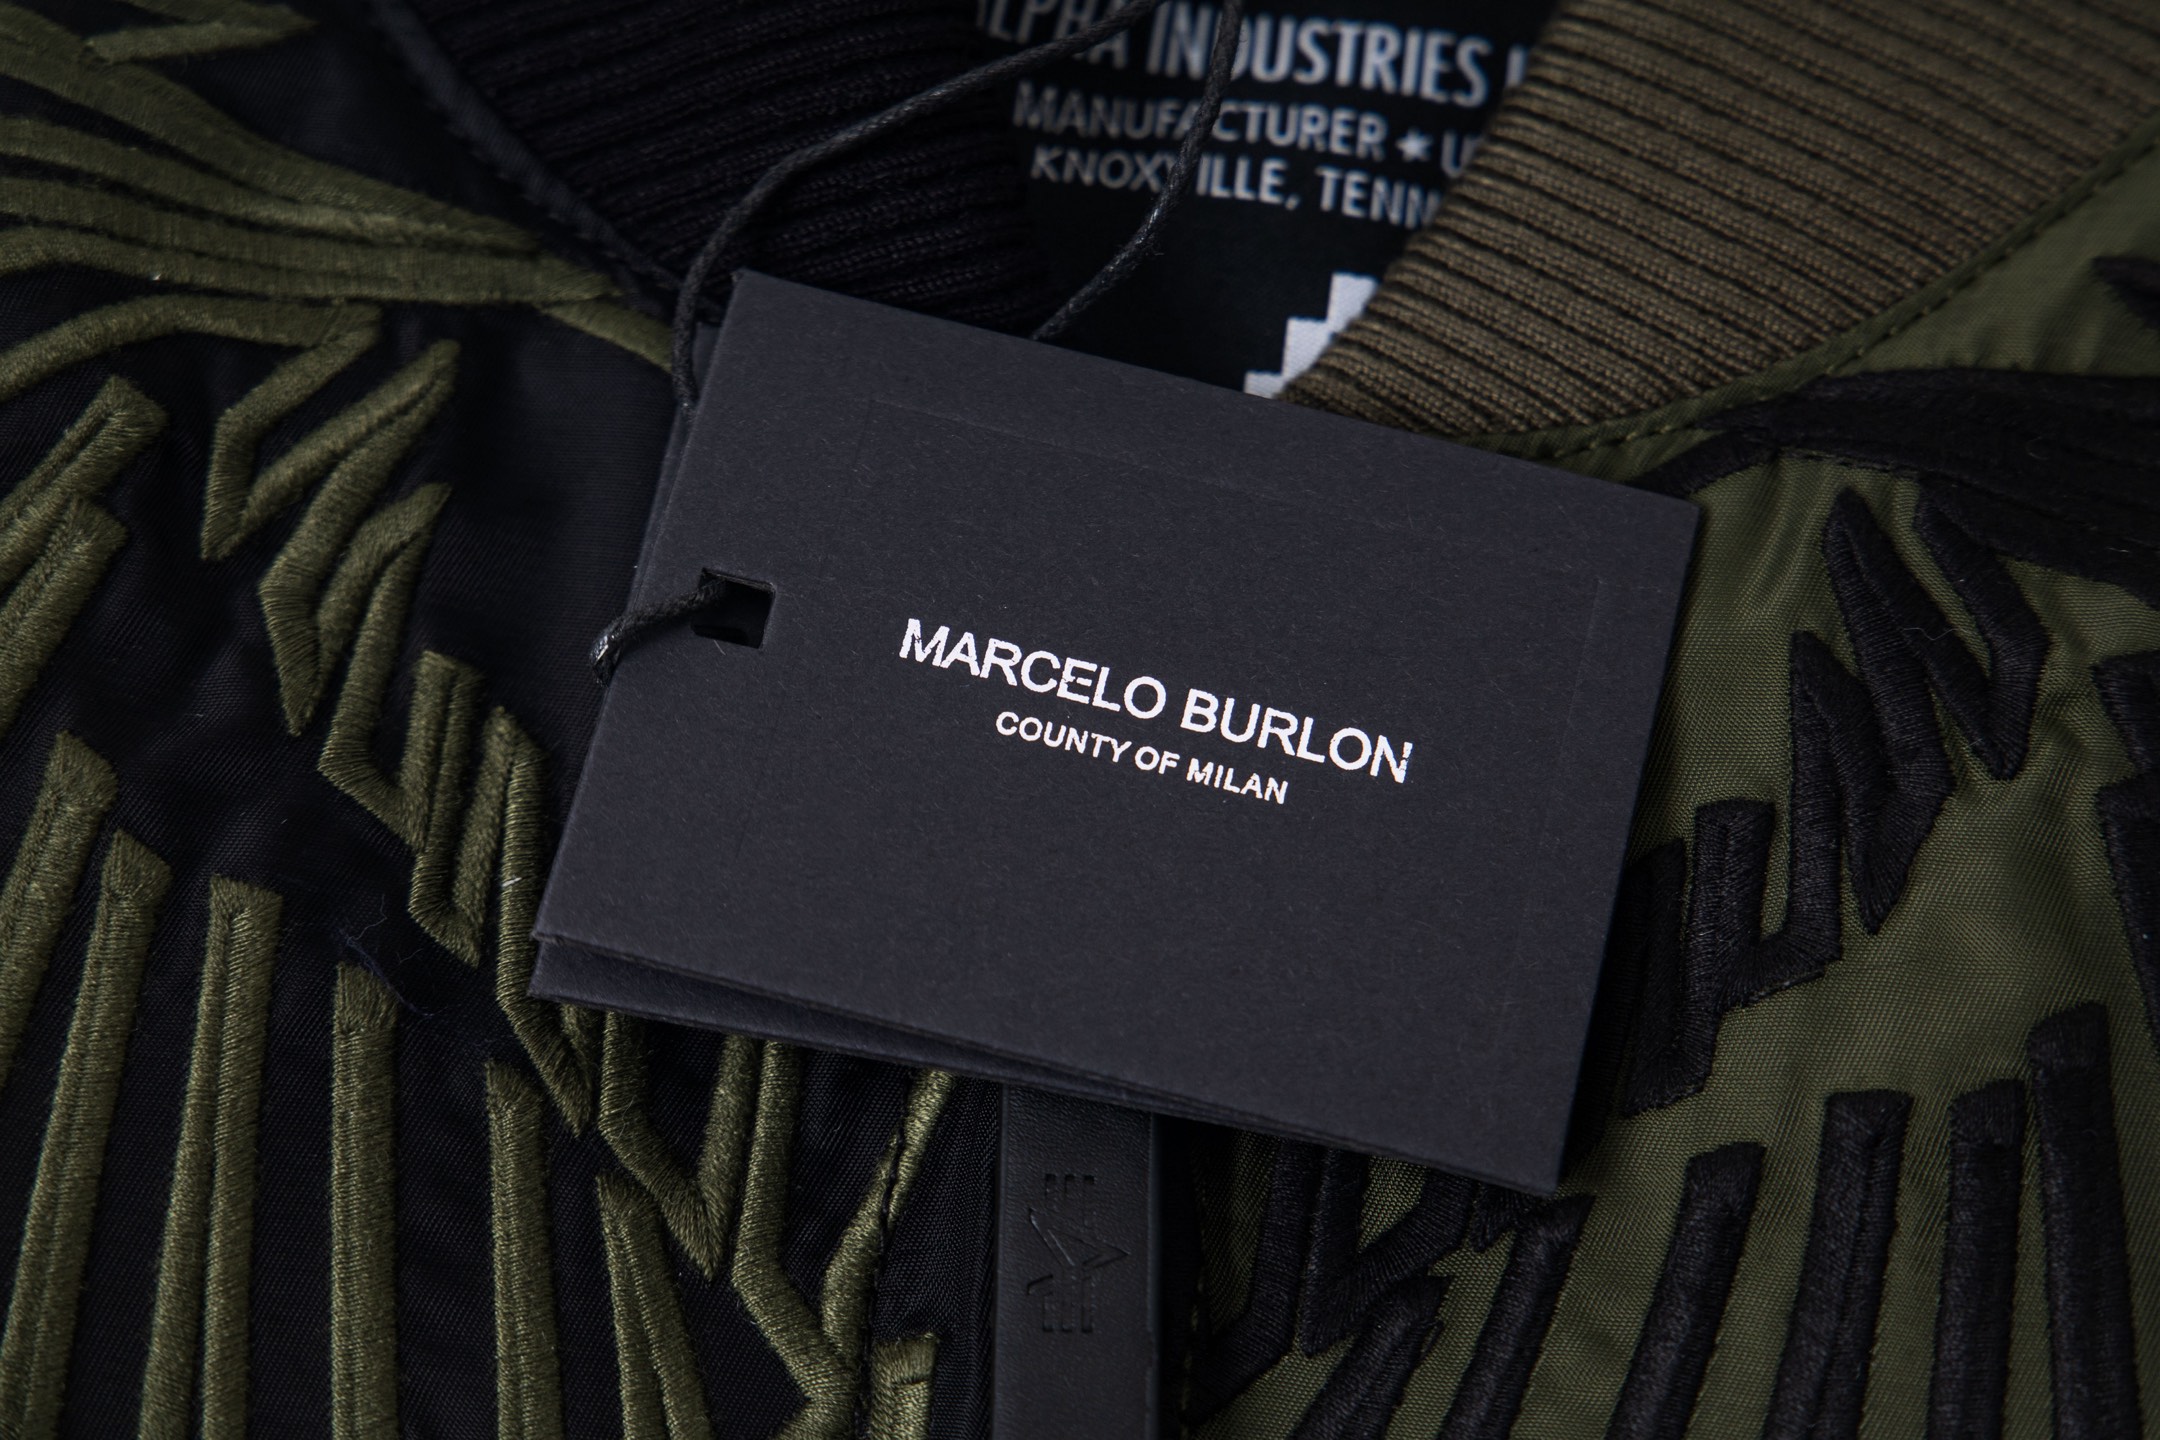 ALPHA INDUSTRIES
MANUFACTURER ★
KNOXVILLE, TENN
MARCELO BURLON
COUNTY OF MILAN